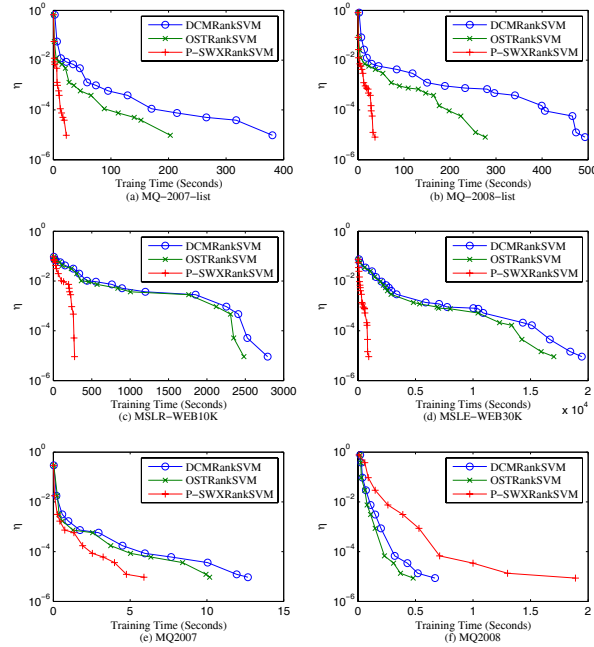 10^0
10^-2
10^-4
10^-6
η
DCMRankSVM
OSTRankSVM
P-SWXRankSVM
0 100 200 300 400
Traing Time (Seconds)
(a) MQ-2007-list
10^0
10^-2
10^-4
10^-6
η
DCMRankSVM
OSTRankSVM
P-SWXRankSVM
0 100 200 300 400 500
Traing Time (Seconds)
(b) MQ-2008-list
10^0
10^-2
10^-4
10^-6
η
DCMRankSVM
OSTRankSVM
P-SWXRankSVM
0 500 1000 1500 2000 2500 3000
Training Time (Seconds)
(c) MSLR-WEB10K
10^0
10^-2
10^-4
10^-6
η
DCMRankSVM
OSTRankSVM
P-SWXRankSVM
0 0.5 1 1.5 2
x 10^4
Training Time (Seconds)
(d) MSLE-WEB30K
10^0
10^-2
10^-4
10^-6
η
DCMRankSVM
OSTRankSVM
P-SWXRankSVM
0 5 10 15
Training Time (Seconds)
(e) MQ2007
10^0
10^-2
10^-4
10^-6
η
DCMRankSVM
OSTRankSVM
P-SWXRankSVM
0 0.5 1 1.5 2
Training Time (Seconds)
(f) MQ2008